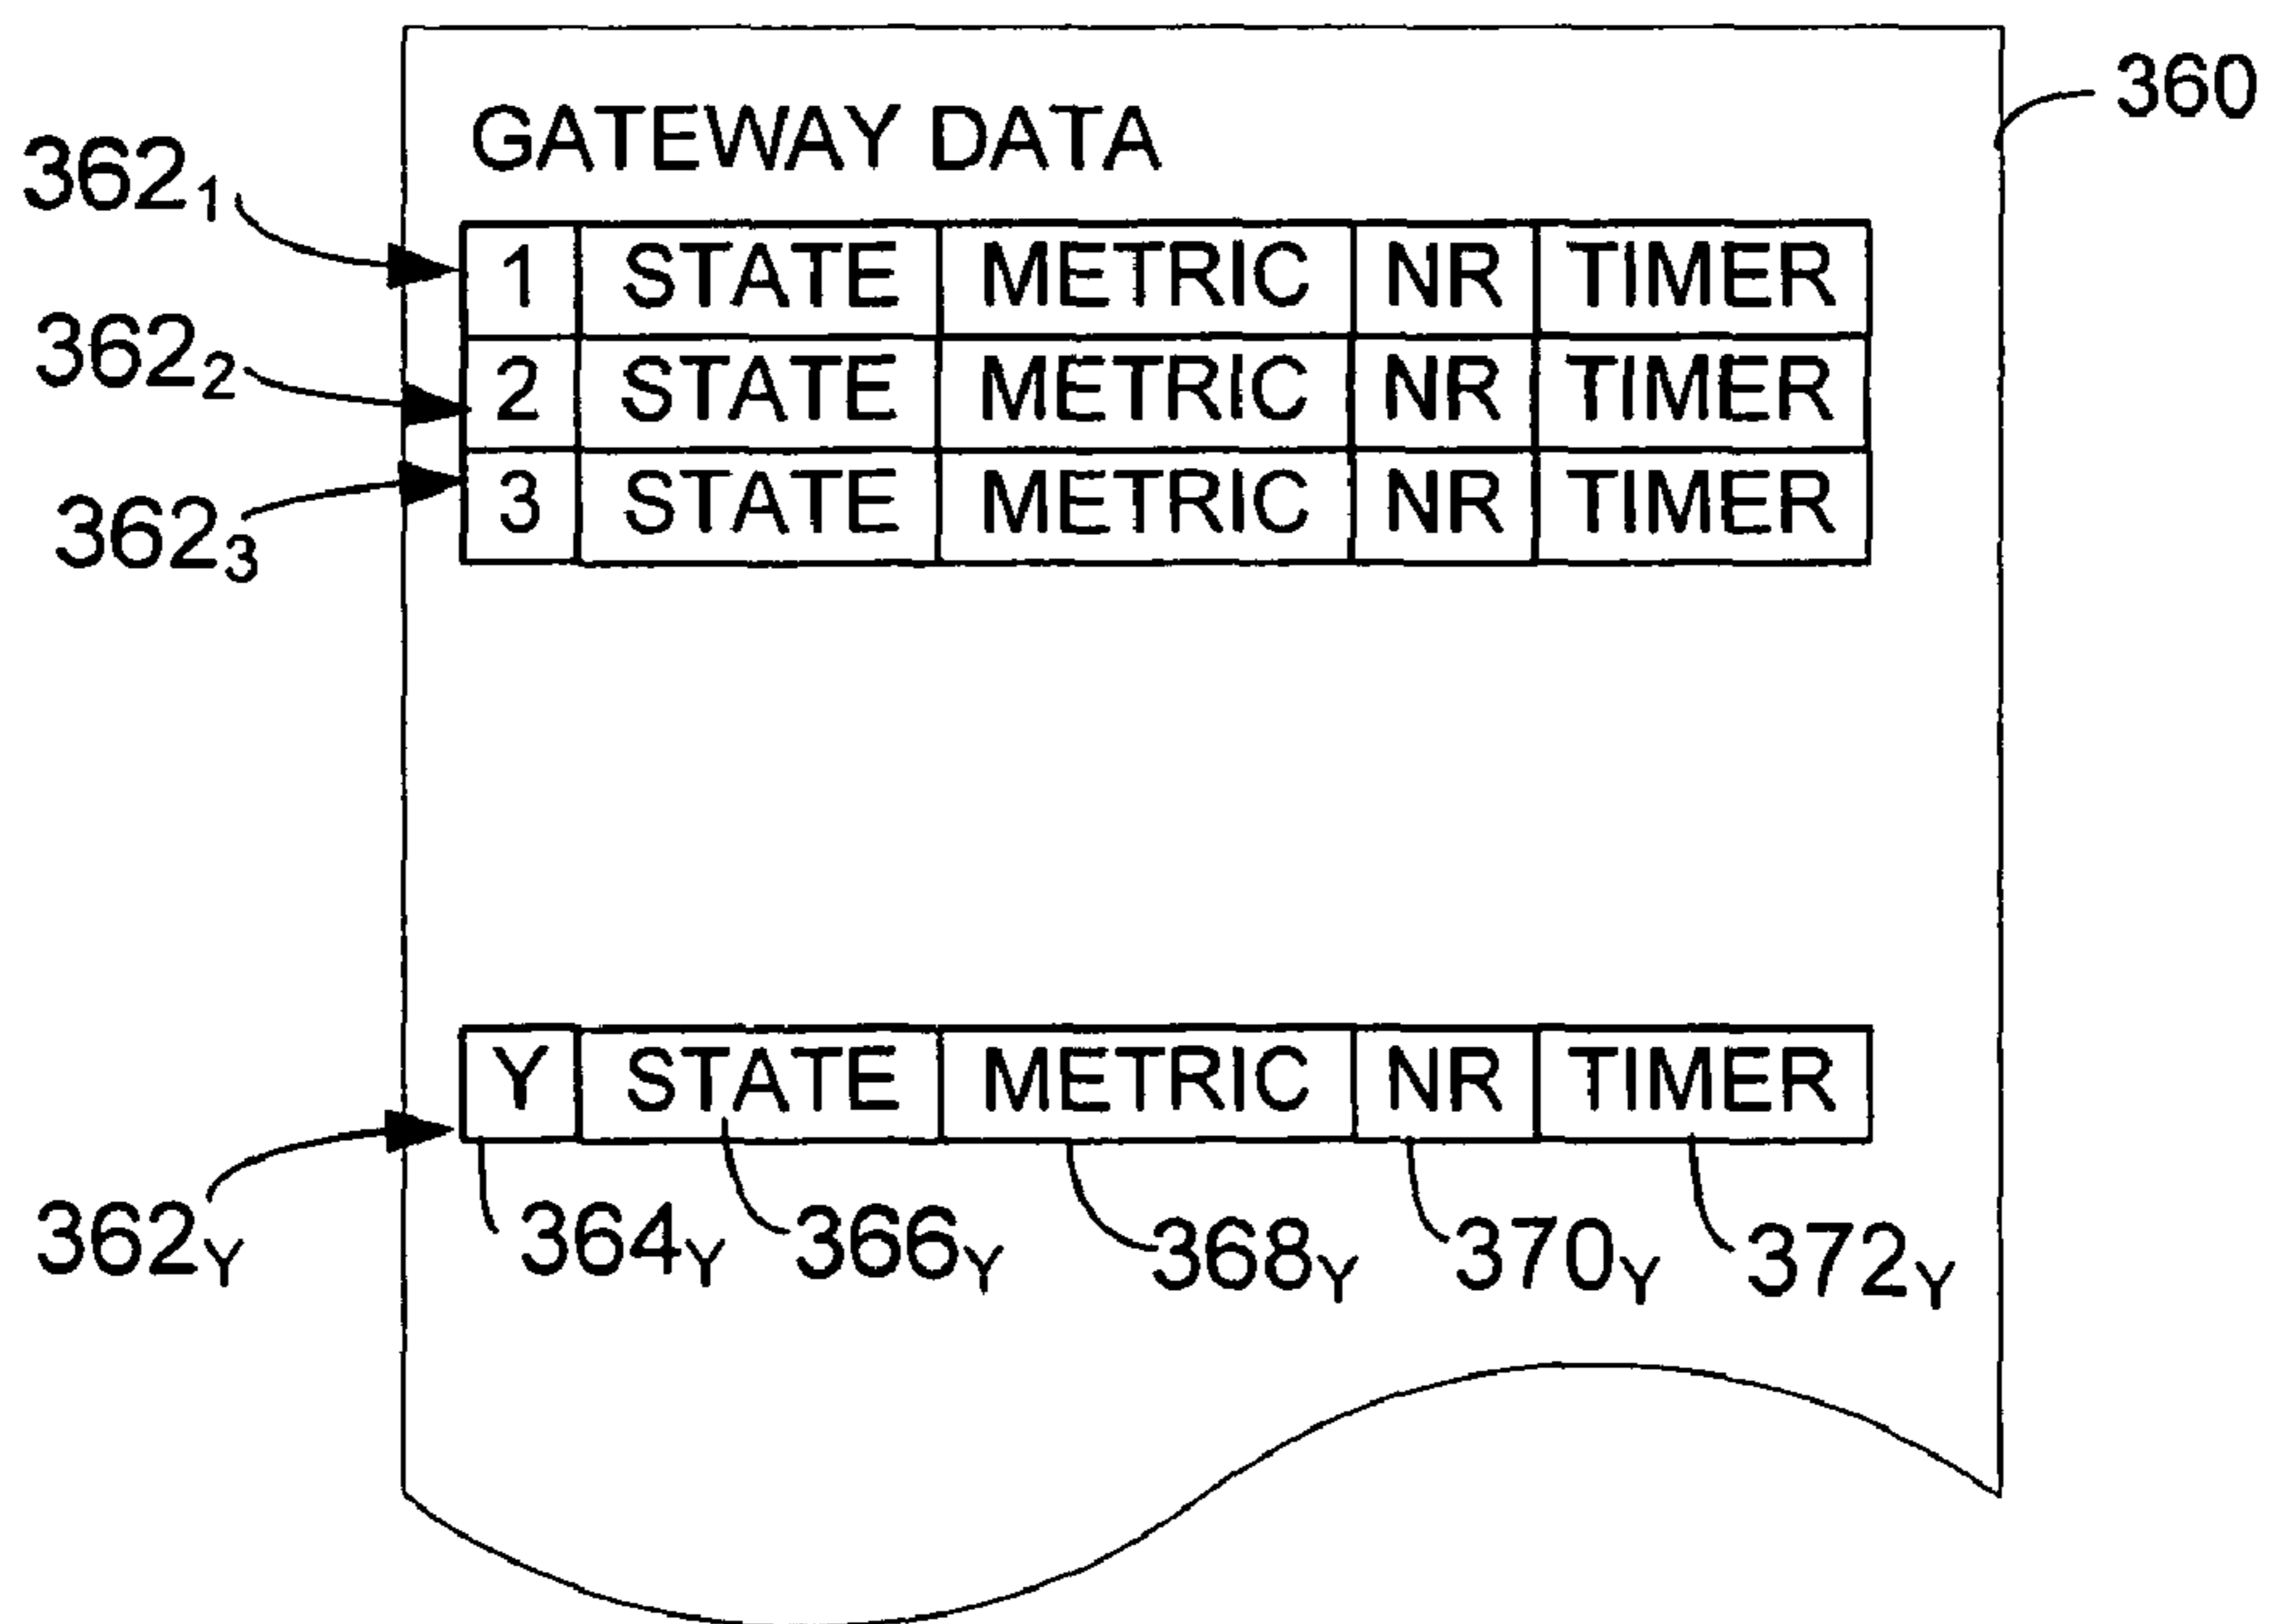 360
GATEWAY DATA
362₁
1 STATE METRIC NR TIMER
362₂
2 STATE METRIC NR TIMER
362₃
3 STATE METRIC NR TIMER
Y STATE METRIC NR TIMER
362Y 364Y 366Y 368Y 370Y 372Y